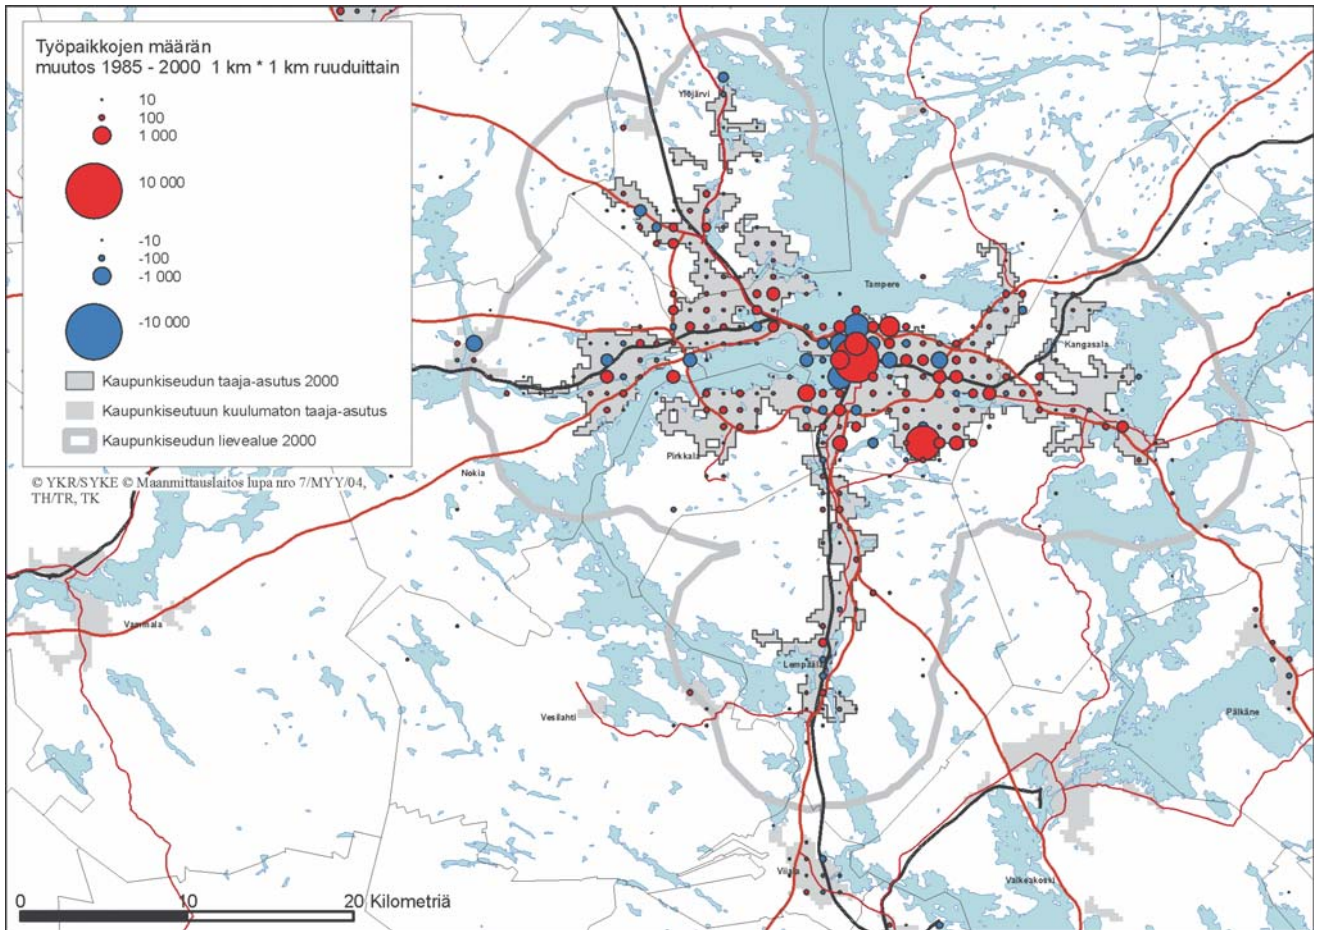 Työpaikkojen määrän
muutos 1985 - 2000 1 km * 1 km ruuduittain
10
100
1 000
10 000
-10
-100
-1 000
-10 000
Kaupunkiseudun taaja-asutus 2000
Kaupunkiseutuun kuulumaton taaja-asutus
Kaupunkiseudun lievealue 2000
© YKR/SYKE © Maanmittauslaitos lupa nro 7/MYY/04,
TH/TR, TK
Ylöjärvi
Tampere
Kangasala
Pirkkala
Nokia
Vammala
Lempäälä
Vesilahti
Pälkäne
Viiala
Valkeakoski
0 10 20 Kilometriä